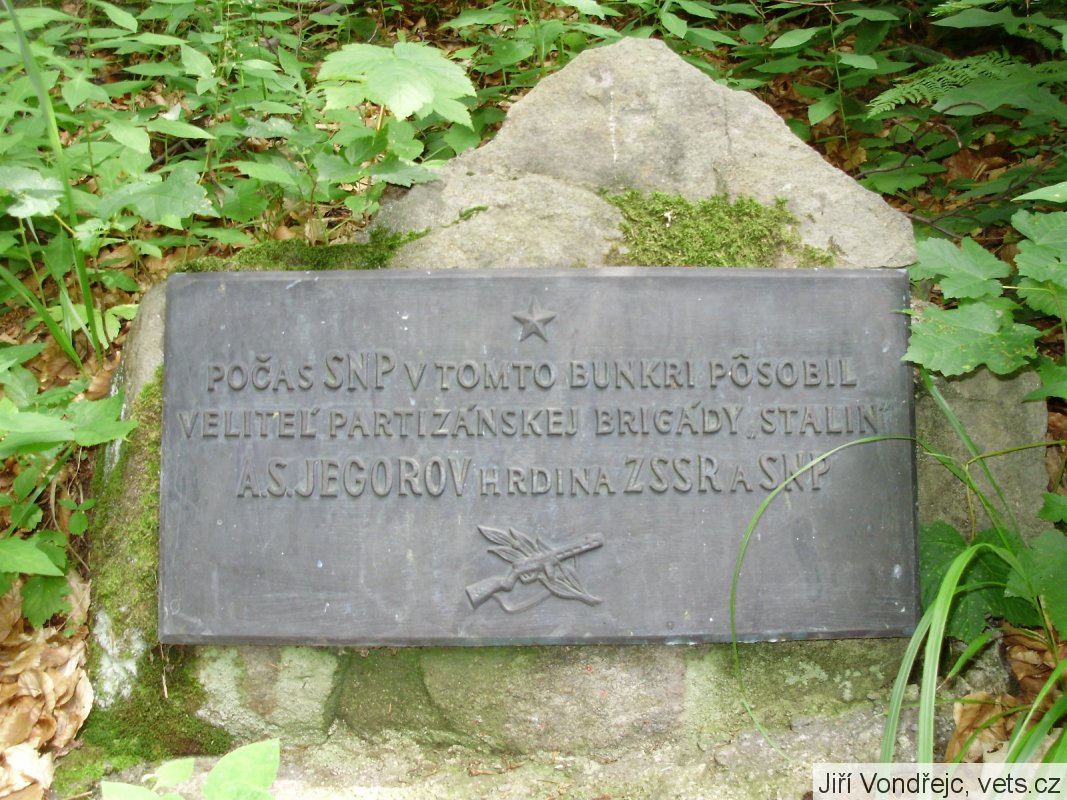 POČAS SNP V TOMTO BUNKRI PÔSOBIL
VELITEĽ PARTIZÁNSKEJ BRIGÁDY „STALIN“
A.S. JEGOROV HRDINA ZSSR A SNP
Jiří Vondřejc, vets.cz